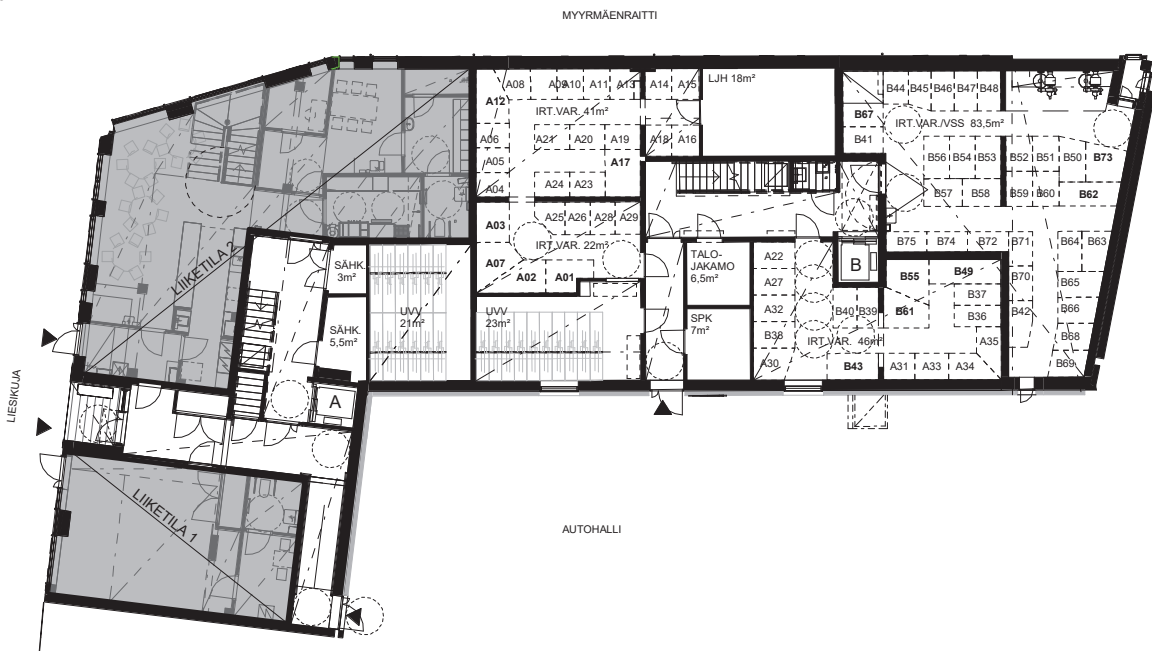 MYYRMÄENRAITTI
A08 A09 A10 A11 A13 A14 A15 LJH 18m² B44 B45 B46 B47 B48
A12 IRT.VAR. 41m² B67 IRT.VAR./VSS 83,5m²
A06 A21 A20 A19 A18 A16 B41
A05 A17 B56 B54 B53 B52 B51 B50 B73
A04 A24 A23 B57 B58 B59 B60 B62
A03 A25 A26 A28 A29
IRT.VAR. 22m² B75 B74 B72 B71 B64 B63
A07 A02 A01
LIIKETILA 2
SÄHK.
3m²
TALO-
JAKAMO
6,5m²
A22 B B55 B49 B70 B65
A27 B37
UVV
21m²
UVV
23m²
SPK
7m²
A32 B40 B39 B61 B36 B42 B66
SÄHK.
5,5m²
B38 IRT.VAR. 46m² A35 B68
A30 B43 A31 A33 A34 B69
A
LIESIKUJA
LIIKETILA 1
AUTOHALLI